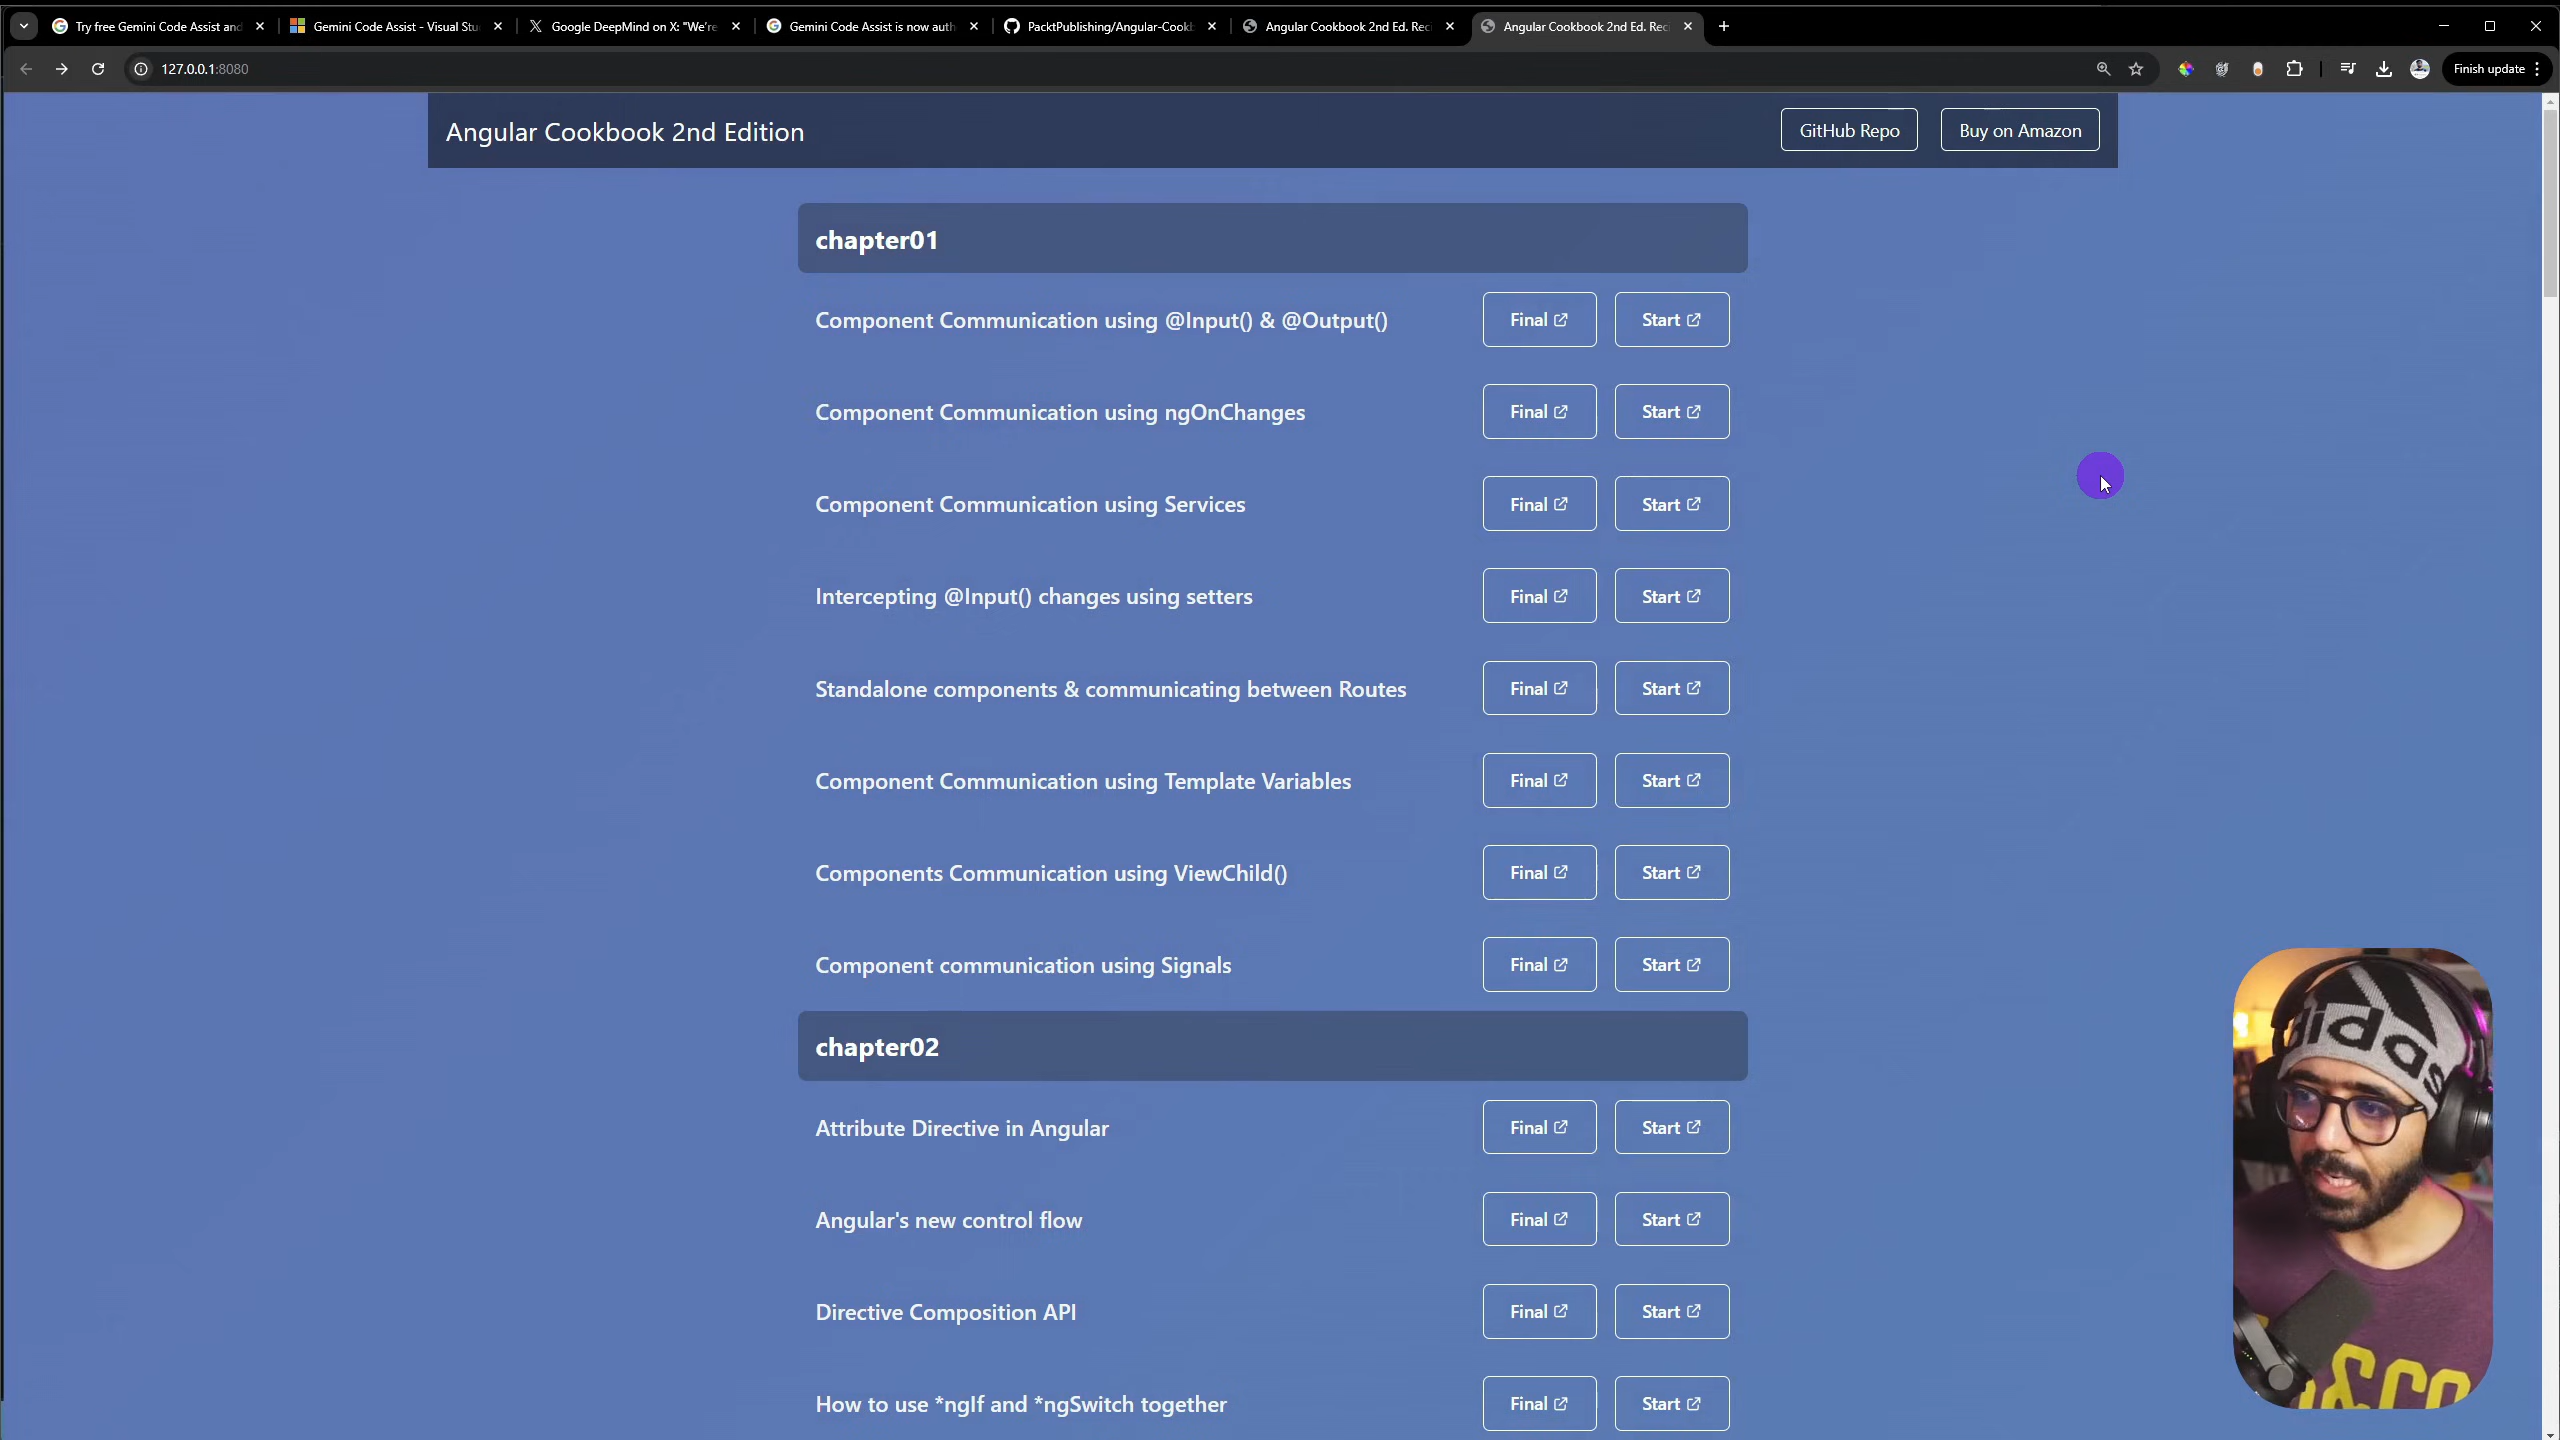 Try free Gemini Code Assist and
Gemini Code Assist - Visual Stu
Google DeepMind on X: "We're
Gemini Code Assist is now auth
PacktPublishing/Angular-Cookb
Angular Cookbook 2nd Ed. Reci
Angular Cookbook 2nd Ed. Reci
127.0.0.1:8080
Finish update
Angular Cookbook 2nd Edition
GitHub Repo
Buy on Amazon
chapter01
Component Communication using @Input() & @Output()
Final
Start
Component Communication using ngOnChanges
Final
Start
Component Communication using Services
Final
Start
Intercepting @Input() changes using setters
Final
Start
Standalone components & communicating between Routes
Final
Start
Component Communication using Template Variables
Final
Start
Components Communication using ViewChild()
Final
Start
Component communication using Signals
Final
Start
chapter02
Attribute Directive in Angular
Final
Start
Angular's new control flow
Final
Start
Directive Composition API
Final
Start
How to use *ngIf and *ngSwitch together
Final
Start
adidas